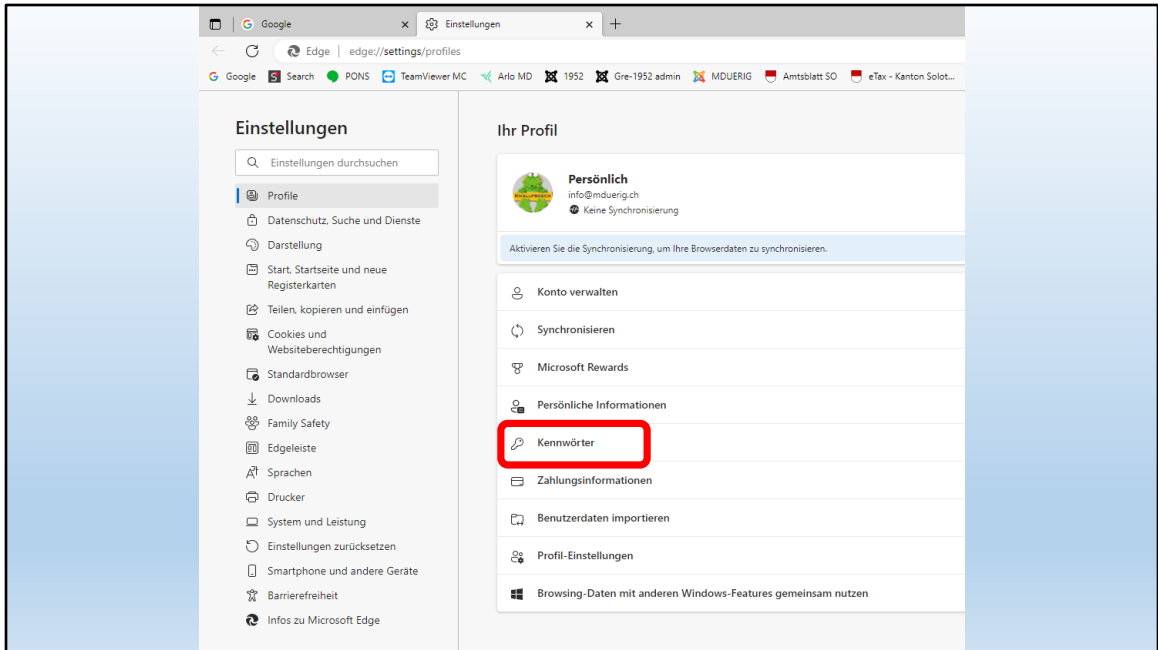 Google
Einstellungen
Edge | edge://settings/profiles
Google Search PONS TeamViewer MC Arlo MD 1952 Gre-1952 admin MDUERIG Amtsblatt SO eTax - Kanton Solot...
Einstellungen
Einstellungen durchsuchen
Profile
Datenschutz, Suche und Dienste
Darstellung
Start, Startseite und neue
Registerkarten
Teilen, kopieren und einfügen
Cookies und
Websiteberechtigungen
Standardbrowser
Downloads
Family Safety
Edgeleiste
Sprachen
Drucker
System und Leistung
Einstellungen zurücksetzen
Smartphone und andere Geräte
Barrierefreiheit
Infos zu Microsoft Edge
Ihr Profil
Persönlich
info@mduerig.ch
Keine Synchronisierung
Aktivieren Sie die Synchronisierung, um Ihre Browserdaten zu synchronisieren.
Konto verwalten
Synchronisieren
Microsoft Rewards
Persönliche Informationen
Kennwörter
Zahlungsinformationen
Benutzerdaten importieren
Profil-Einstellungen
Browsing-Daten mit anderen Windows-Features gemeinsam nutzen